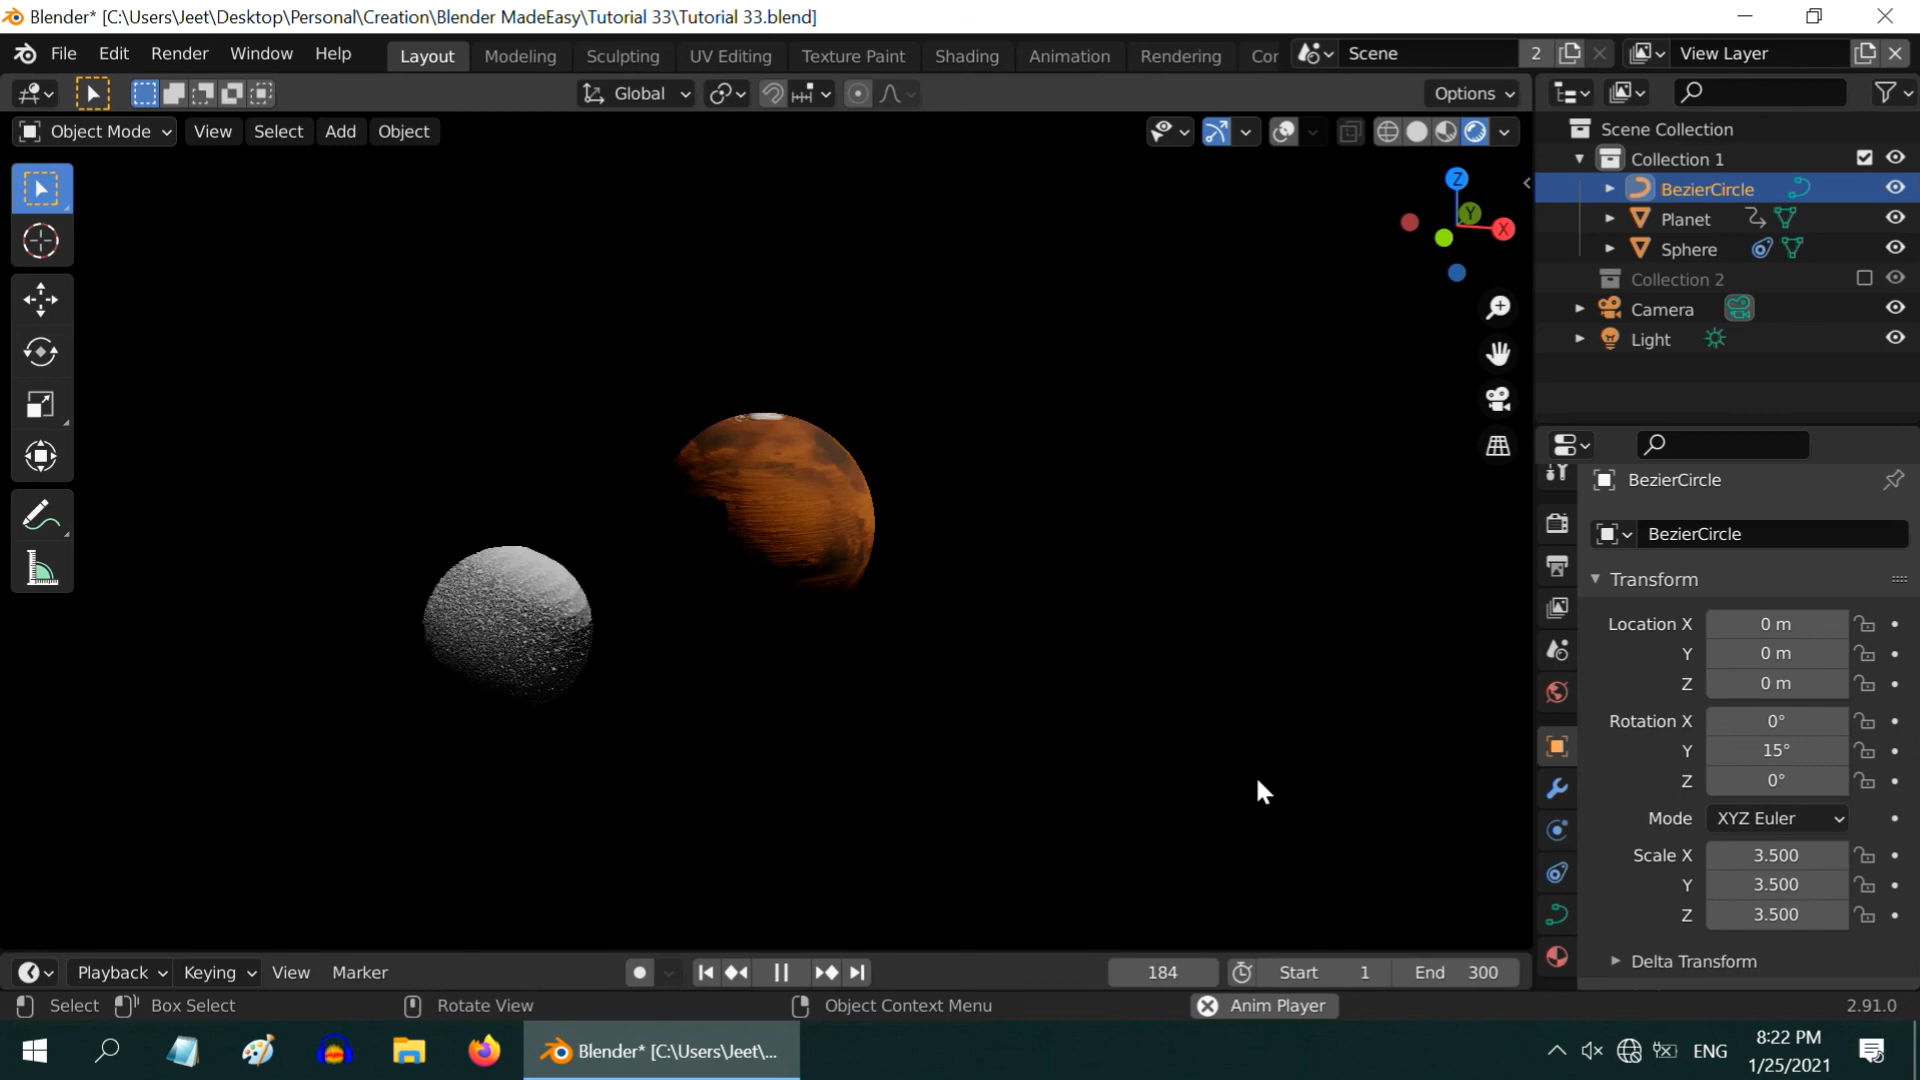 Blender* [C:\Users\Jeet\Desktop\Personal\Creation\Blender MadeEasy\Tutorial 33\Tutorial 33.blend]
File Edit Render Window Help
Layout Modeling Sculpting UV Editing Texture Paint Shading Animation Rendering Cor
Scene 2 View Layer
Global
Options
Object Mode View Select Add Object
Z
Y
X
Scene Collection
Collection 1
BezierCircle
Planet
Sphere
Collection 2
Camera
Light
BezierCircle
BezierCircle
Transform
Location X 0 m
Y 0 m
Z 0 m
Rotation X 0°
Y 15°
Z 0°
Mode XYZ Euler
Scale X 3.500
Y 3.500
Z 3.500
Delta Transform
Playback Keying View Marker
184 Start 1 End 300
Select Box Select Rotate View Object Context Menu Anim Player 2.91.0
Blender* [C:\Users\Jeet\...
ENG
8:22 PM
1/25/2021